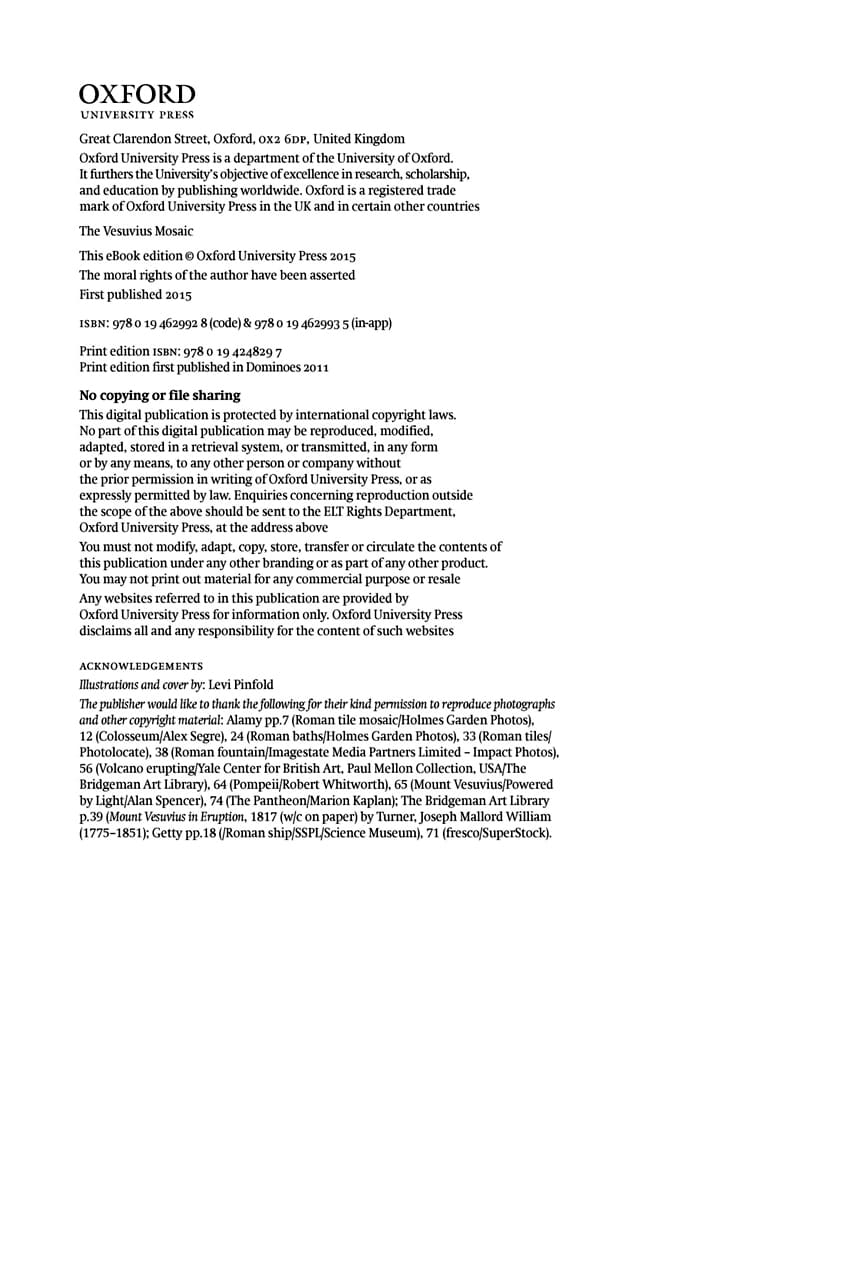 OXFORD
UNIVERSITY PRESS
Great Clarendon Street, Oxford, OX2 6DP, United Kingdom
Oxford University Press is a department of the University of Oxford.
It furthers the University's objective of excellence in research, scholarship,
and education by publishing worldwide. Oxford is a registered trade
mark of Oxford University Press in the UK and in certain other countries
The Vesuvius Mosaic
This eBook edition © Oxford University Press 2015
The moral rights of the author have been asserted
First published 2015
ISBN: 978 0 19 462992 8 (code) & 978 0 19 462993 5 (in-app)
Print edition ISBN: 978 0 19 424829 7
Print edition first published in Dominoes 2011
No copying or file sharing
This digital publication is protected by international copyright laws.
No part of this digital publication may be reproduced, modified,
adapted, stored in a retrieval system, or transmitted, in any form
or by any means, to any other person or company without
the prior permission in writing of Oxford University Press, or as
expressly permitted by law. Enquiries concerning reproduction outside
the scope of the above should be sent to the ELT Rights Department,
Oxford University Press, at the address above
You must not modify, adapt, copy, store, transfer or circulate the contents of
this publication under any other branding or as part of any other product.
You may not print out material for any commercial purpose or resale
Any websites referred to in this publication are provided by
Oxford University Press for information only. Oxford University Press
disclaims all and any responsibility for the content of such websites
ACKNOWLEDGEMENTS
Illustrations and cover by: Levi Pinfold
The publisher would like to thank the following for their kind permission to reproduce photographs
and other copyright material: Alamy pp.7 (Roman tile mosaic/Holmes Garden Photos),
12 (Colosseum/Alex Segre), 24 (Roman baths/Holmes Garden Photos), 33 (Roman tiles/
Photolocate), 38 (Roman fountain/Imagestate Media Partners Limited – Impact Photos),
56 (Volcano erupting/Yale Center for British Art, Paul Mellon Collection, USA/The
Bridgeman Art Library), 64 (Pompeii/Robert Whitworth), 65 (Mount Vesuvius/Powered
by Light/Alan Spencer), 74 (The Pantheon/Marion Kaplan); The Bridgeman Art Library
p.39 (Mount Vesuvius in Eruption, 1817 (w/c on paper) by Turner, Joseph Mallord William
(1775–1851); Getty pp.18 (/Roman ship/SSPL/Science Museum), 71 (fresco/SuperStock).